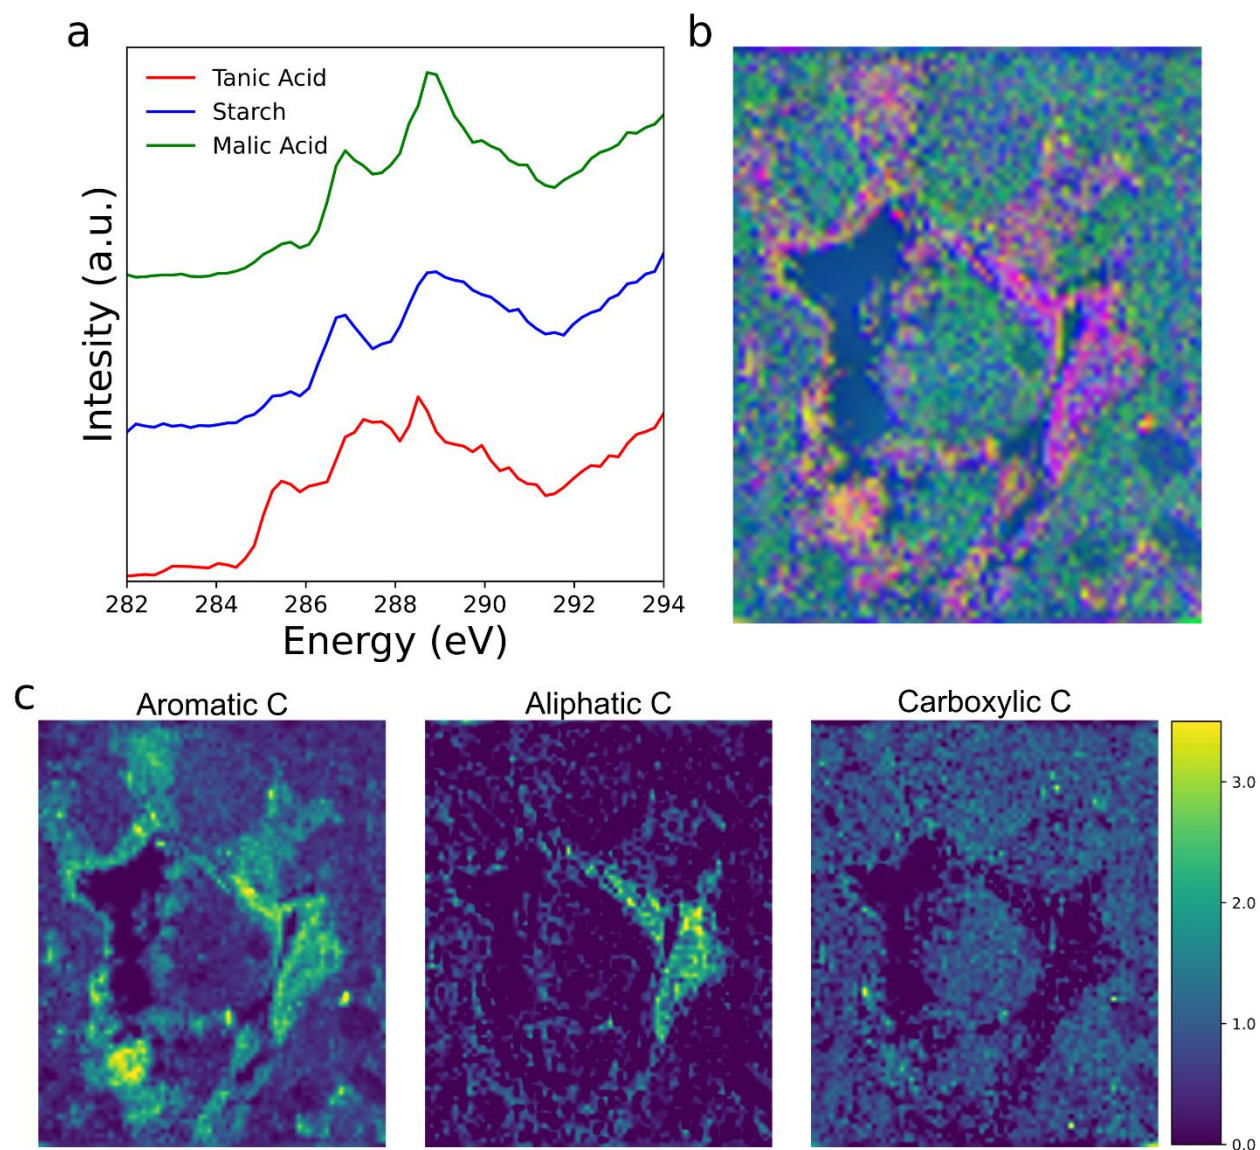 a
Tanic Acid
Starch
Malic Acid
Intesity (a.u.)
282 284 286 288 290 292 294
Energy (eV)
b
c
Aromatic C
Aliphatic C
Carboxylic C
3.0
2.0
1.0
0.0